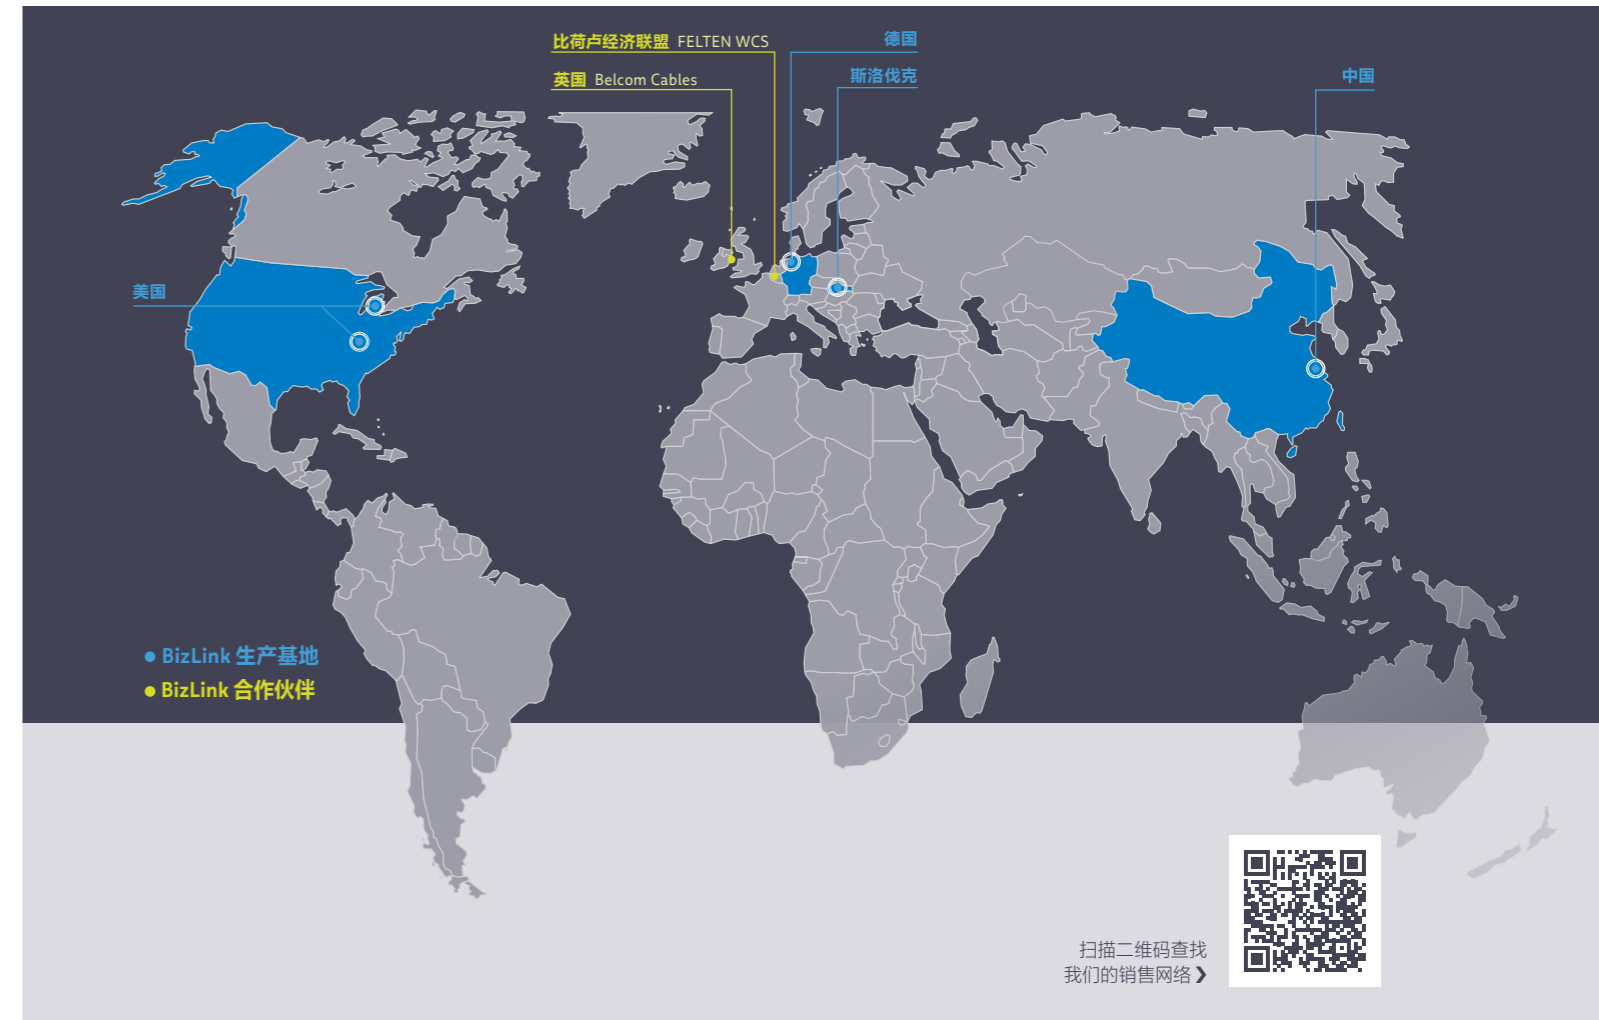 比荷卢经济联盟 FELTEN WCS
德国
英国 Belcom Cables
斯洛伐克
中国
美国
BizLink 生产基地
BizLink 合作伙伴
扫描二维码查找
我们的销售网络 ❯